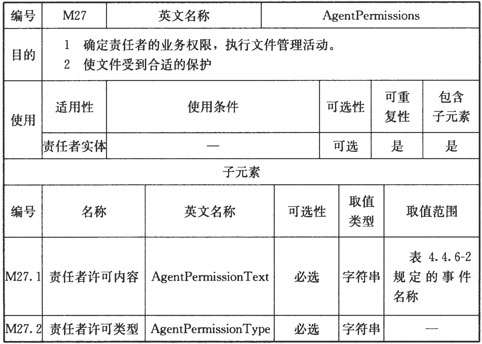 编号 M27 英文名称 AgentPermissions
目的 1 确定责任者的业务权限，执行文件管理活动。
2 使文件受到合适的保护
使用 适用性 使用条件 可选性 可重复性 包含子元素
责任者实体 — 可选 是 是
子元素
编号 名称 英文名称 可选性 取值类型 取值范围
M27.1 责任者许可内容 AgentPermissionText 必选 字符串 表 4.4.6-2 规定的事件名称
M27.2 责任者许可类型 AgentPermissionType 必选 字符串 —